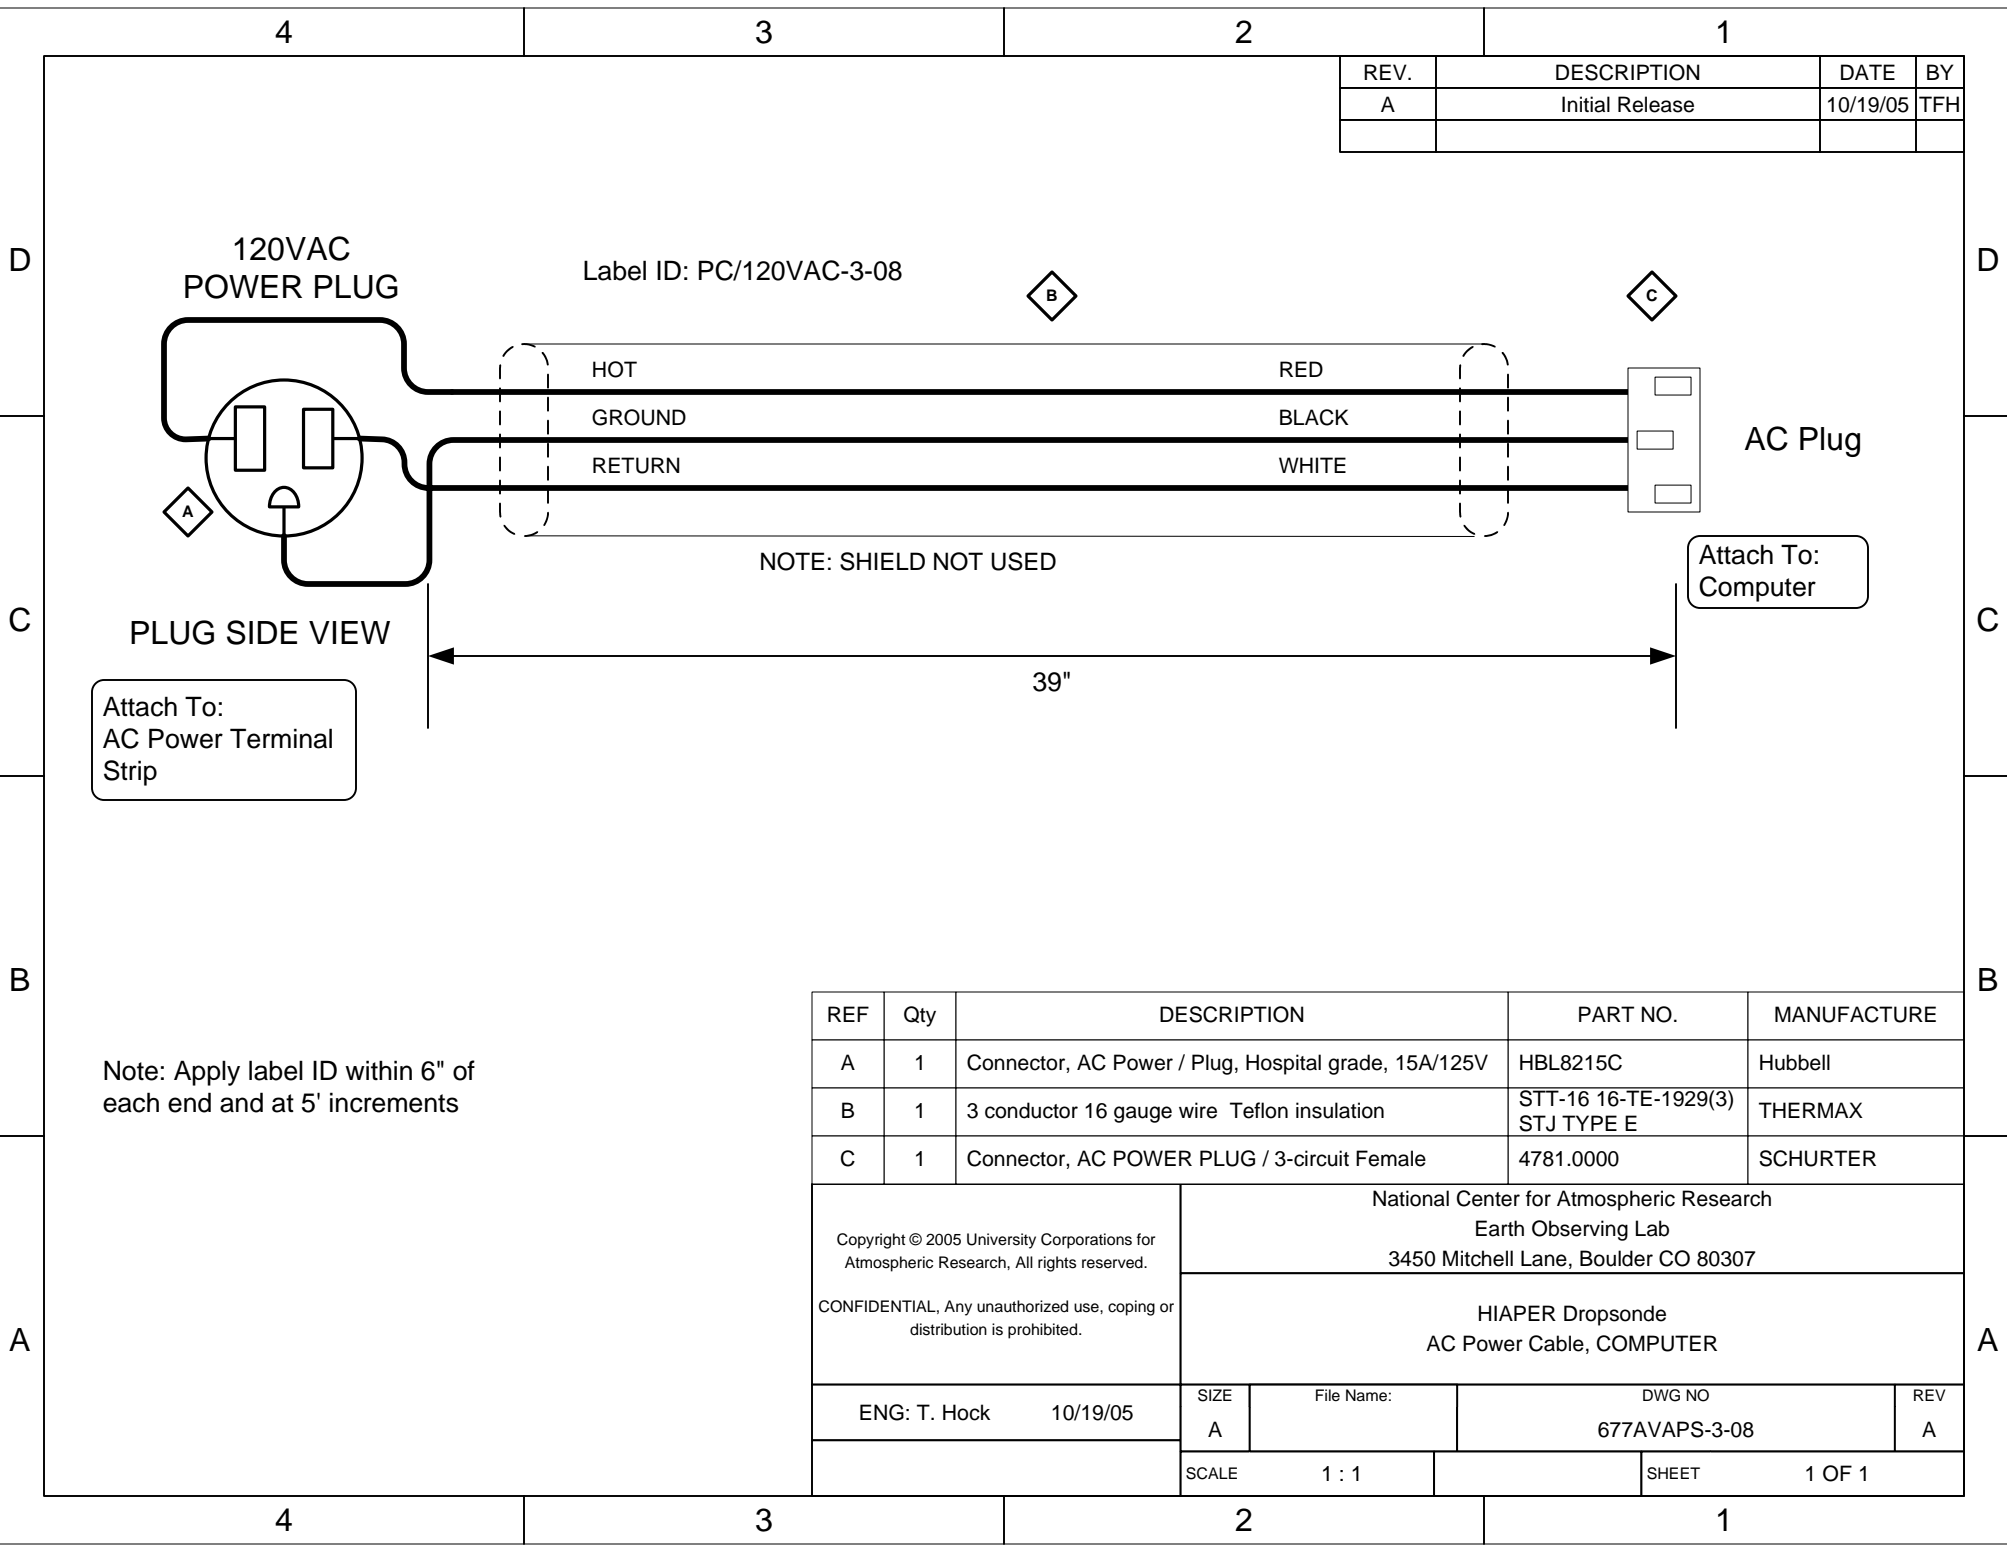 4 3 2 1
REV. DESCRIPTION DATE BY
A Initial Release 10/19/05 TFH
D D
120VAC
POWER PLUG
Label ID: PC/120VAC-3-08
B
C
HOT RED
GROUND BLACK
RETURN WHITE
AC Plug
A
NOTE: SHIELD NOT USED
Attach To:
Computer
C C
PLUG SIDE VIEW
39"
Attach To:
AC Power Terminal
Strip
B B
REF Qty DESCRIPTION PART NO. MANUFACTURE
A 1 Connector, AC Power / Plug, Hospital grade, 15A/125V HBL8215C Hubbell
B 1 3 conductor 16 gauge wire Teflon insulation STT-16 16-TE-1929(3)
STJ TYPE E THERMAX
C 1 Connector, AC POWER PLUG / 3-circuit Female 4781.0000 SCHURTER
Note: Apply label ID within 6" of
each end and at 5' increments
Copyright © 2005 University Corporations for
Atmospheric Research, All rights reserved.
CONFIDENTIAL, Any unauthorized use, coping or
distribution is prohibited.
National Center for Atmospheric Research
Earth Observing Lab
3450 Mitchell Lane, Boulder CO 80307
HIAPER Dropsonde
AC Power Cable, COMPUTER
A A
ENG: T. Hock 10/19/05
SIZE File Name: DWG NO REV
A 677AVAPS-3-08 A
SCALE 1 : 1 SHEET 1 OF 1
4 3 2 1